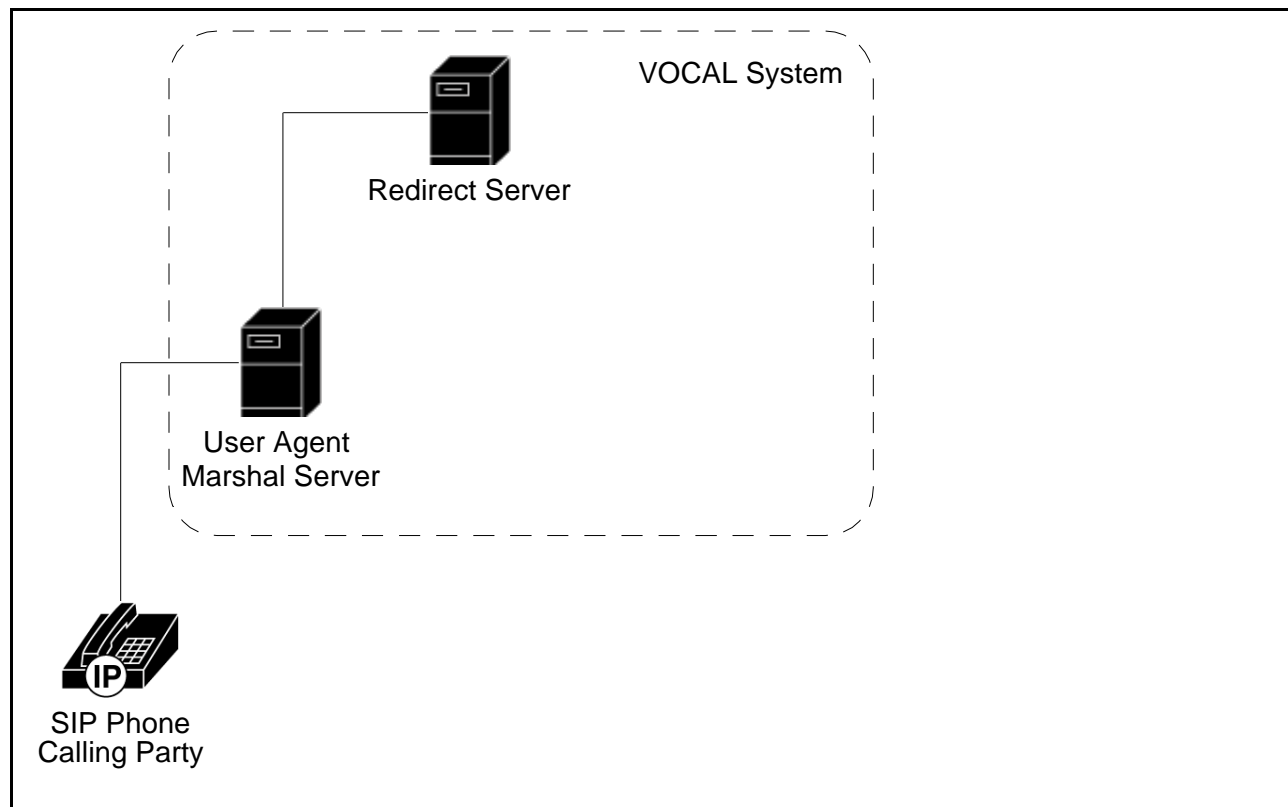 VOCAL System
Redirect Server
User Agent
Marshal Server
IP
SIP Phone
Calling Party